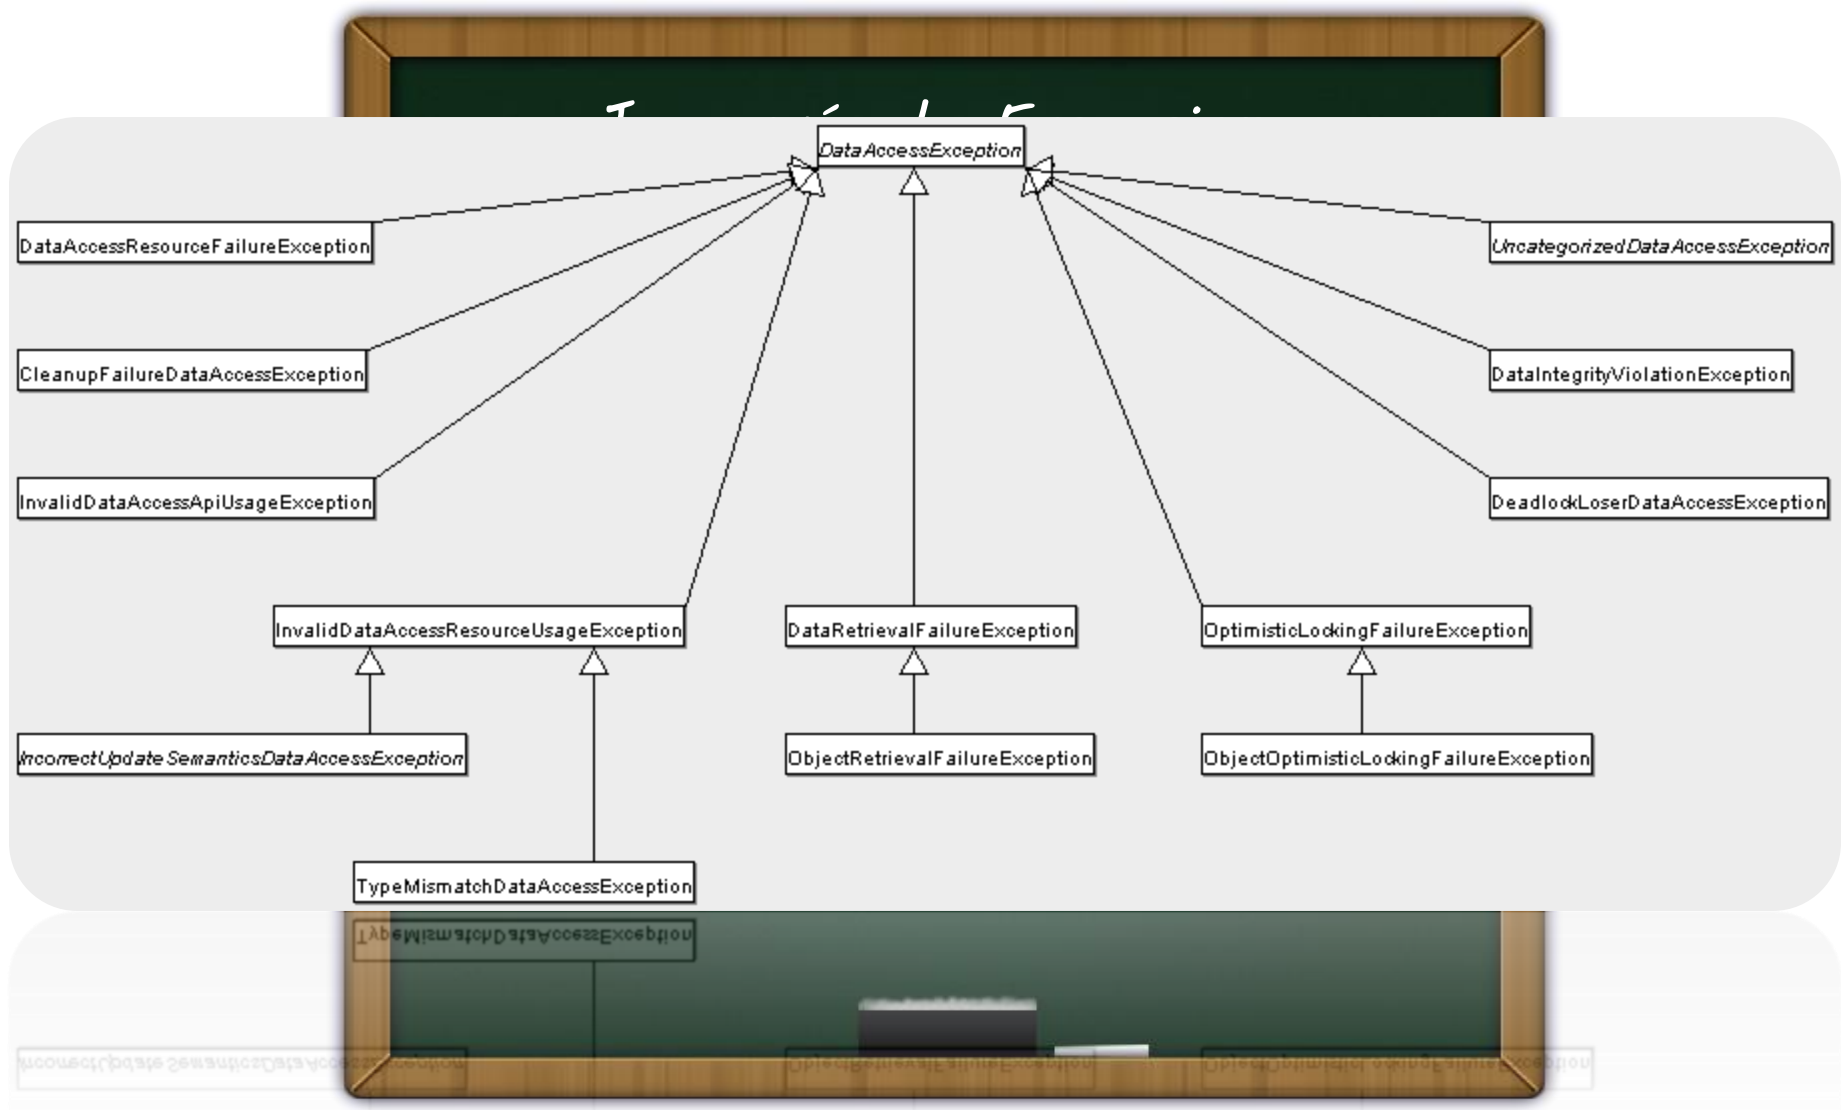 DataAccessException
DataAccessResourceFailureException
UncategorizedDataAccessException
CleanupFailureDataAccessException
DataIntegrityViolationException
InvalidDataAccessApiUsageException
DeadlockLoserDataAccessException
InvalidDataAccessResourceUsageException
DataRetrievalFailureException
OptimisticLockingFailureException
IncorrectUpdateSemanticsDataAccessException
ObjectRetrievalFailureException
ObjectOptimisticLockingFailureException
TypeMismatchDataAccessException